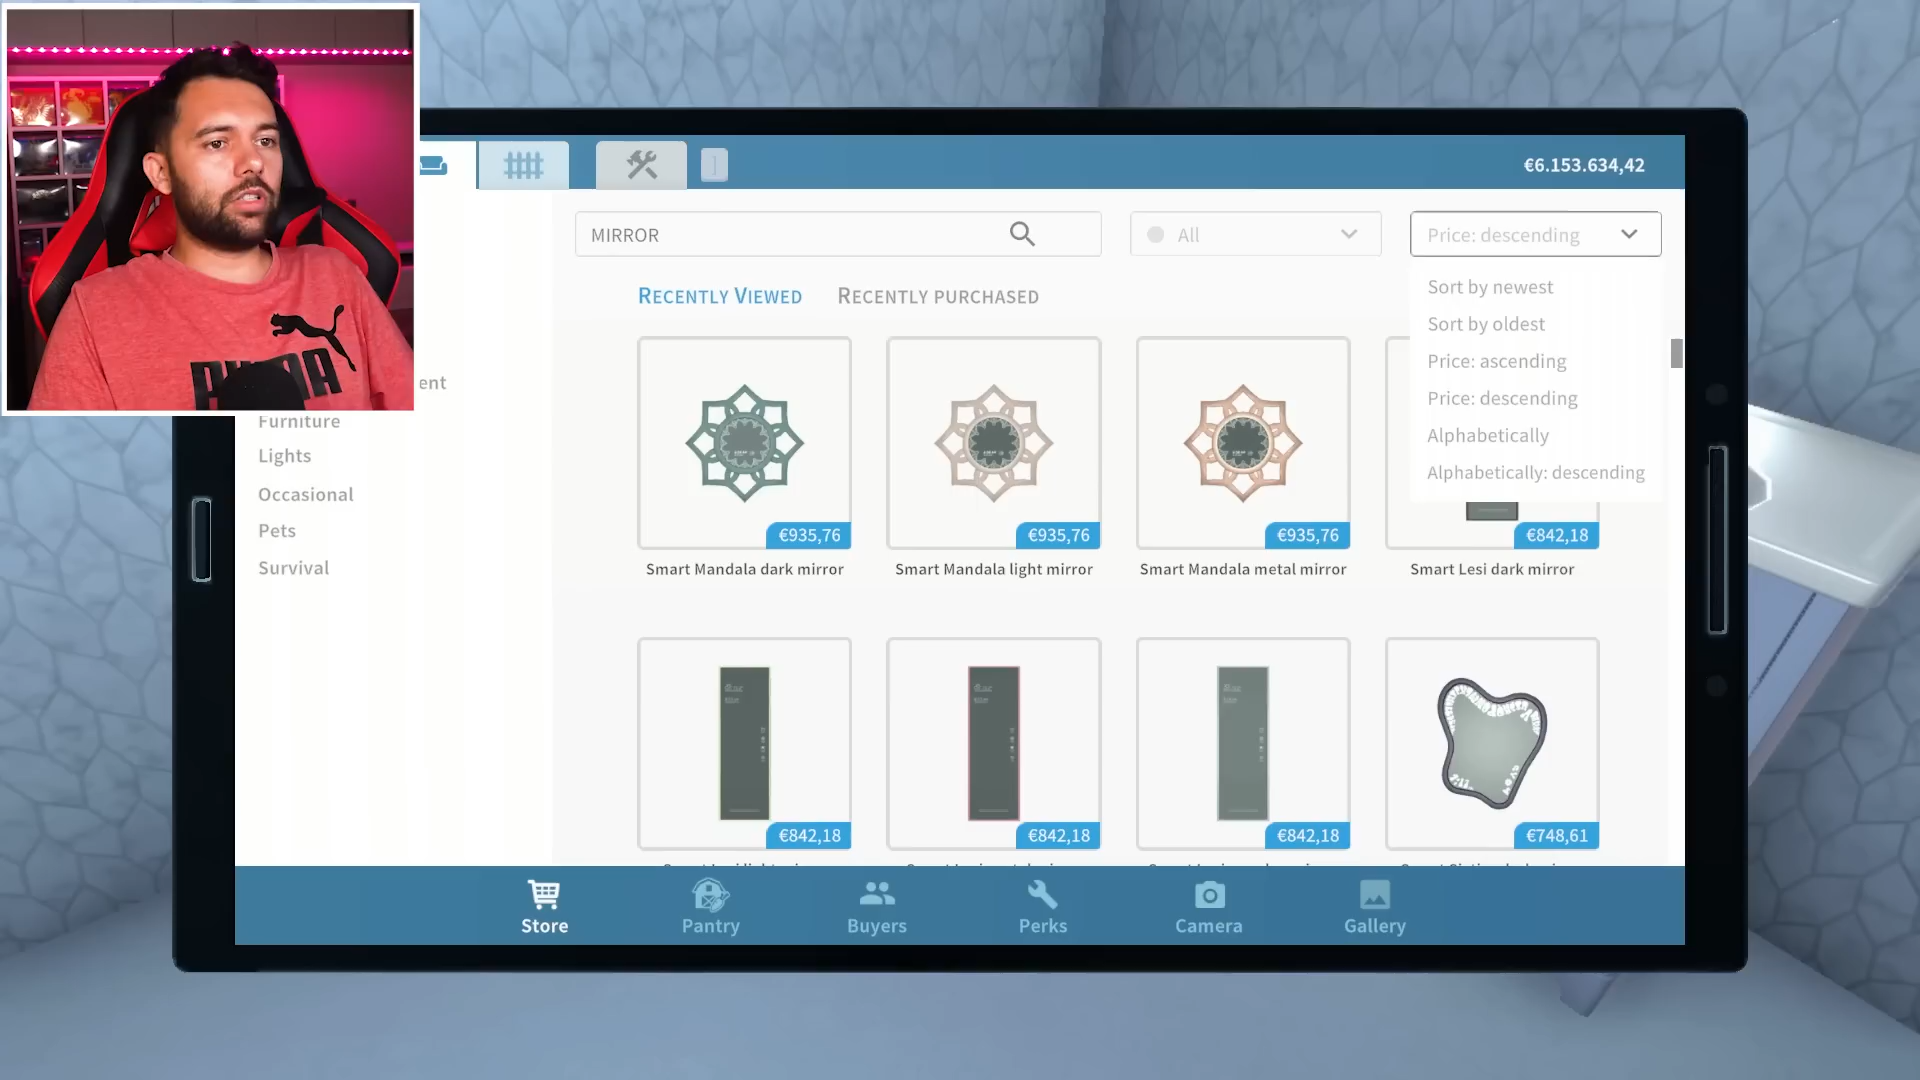 €6.153.634,42
MIRROR
All
Price: descending
Sort by newest
Sort by oldest
Price: ascending
Price: descending
Alphabetically
Alphabetically: descending
RECENTLY VIEWED
RECENTLY PURCHASED
ent
Furniture
Lights
Occasional
Pets
Survival
€935,76
€935,76
€935,76
€842,18
Smart Mandala dark mirror
Smart Mandala light mirror
Smart Mandala metal mirror
Smart Lesi dark mirror
€842,18
€842,18
€842,18
€748,61
Store
Pantry
Buyers
Perks
Camera
Gallery
PUMA